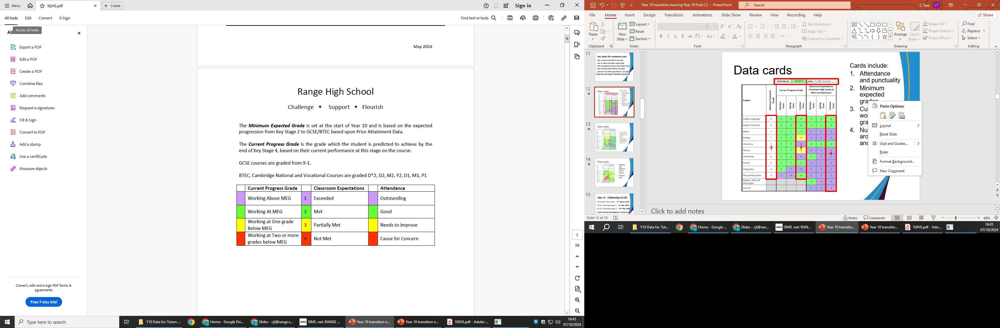 Menu
10JHS.pdf
Create
Sign in
All tools
Edit
Convert
E-Sign
Find text or tools
Access all tools
All
Export a PDF
Edit a PDF
Create a PDF
Combine files
Add comments
Request e-signatures
Fill & Sign
Convert to PDF
Add a stamp
Use a certificate
Measure objects
Convert, edit and e-sign PDF forms &
agreements
Free 7-day trial
May 2024
Range High School
Challenge ◆ Support ◆ Flourish
The Minimum Expected Grade is set at the start of Year 10 and is based on the expected
progression from Key Stage 2 to GCSE/BTEC based upon Prior Attainment Data.
The Current Progress Grade is the grade which the student is predicted to achieve by the
end of Key Stage 4, based on their current performance at this stage on the course.
GCSE courses are graded from 9-1.
BTEC, Cambridge National and Vocational Courses are graded D*2, D2, M2, P2, D1, M1, P1
Current Progress Grade Classroom Expectations Attendance
Working Above MEG 1 Exceeded Outstanding
Working At MEG 2 Met Good
Working at One grade
Below MEG 3 Partially Met Needs to Improve
Working at Two or more
grades below MEG 4 Not Met Cause for Concern
2
58
Type here to search
Y10 Data for Tutors ...
Home - Google Dri...
Slides - cjt@range.s...
SIMS .net: RANGE ...
Year 10 transition e...
Year 10 transition e...
10JHS.pdf - Adobe ...
16:45
07/10/2024
Year 10 transition evening Year 10 final (1) - PowerPoint
Search
C Tees
CT
File
Home
Insert
Design
Transitions
Animations
Slide Show
Review
View
Recording
Help
Share
Paste
New
Slide
Layout
Reset
Section
22
Text Direction
Align Text
Convert to SmartArt
Arrange
Quick
Styles
Shape Fill
Shape Outline
Shape Effects
Find
Replace
Select
Clipboard
Slides
Font
Paragraph
Drawing
Editing
11
Key dates this academic year
12
Data cards
13
Data cards
14
Data cards
Meeting
with
pastoral
staff in
school
Support
plan
15
Year 10 - Citizenship GCSE
Data cards
Attendance: 99.60 % 1 Late: 3 /286 Sessions
Subject
Minimum Expected
Grade
Current Progress Grade
Classroom Expectations:
Consistent High Levels of
Effort and Behaviour
Autumn Term Spring Term Summer Term Autumn Term Spring Term Summer Term
English Language 6 6 6 6 2 2 2
English Literature 6 6 6 6 2 2 2
Maths 7 7 7 7 1 1 1
Biology 7 7 7 6 1 1 1
Chemistry 7 7 7 8 2 2 2
Physics 7 7 7 6 1 1 1
Citizenship 6 6 6 8 2 1 1
French 5 5 5 5 1 1 1
Geography 6 6 7 8 1 1 1
Physical Education 6 7 8 6 1 1 1
Religion, Ethics &
Philosophy 2 1 1
Core PE 1 1 1
2
3
4
Cards include:
1. Attendance
and punctuality
2. Minimum
expected
grades
3. Cu
wo
gra
4. Nu
aro
and
Paste Options:
Layout
Reset Slide
Grid and Guides...
Ruler
Format Background...
New Comment
Click to add notes
Slide 12 of 35
Notes
Comments
68%
Y10 Data for Tut...
Home - Google ...
Slides - cjt@ran...
SIMS .net: RAN...
Year 10 transitio...
Year 10 transitio...
10JHS.pdf - Ado...
16:45
07/10/2024